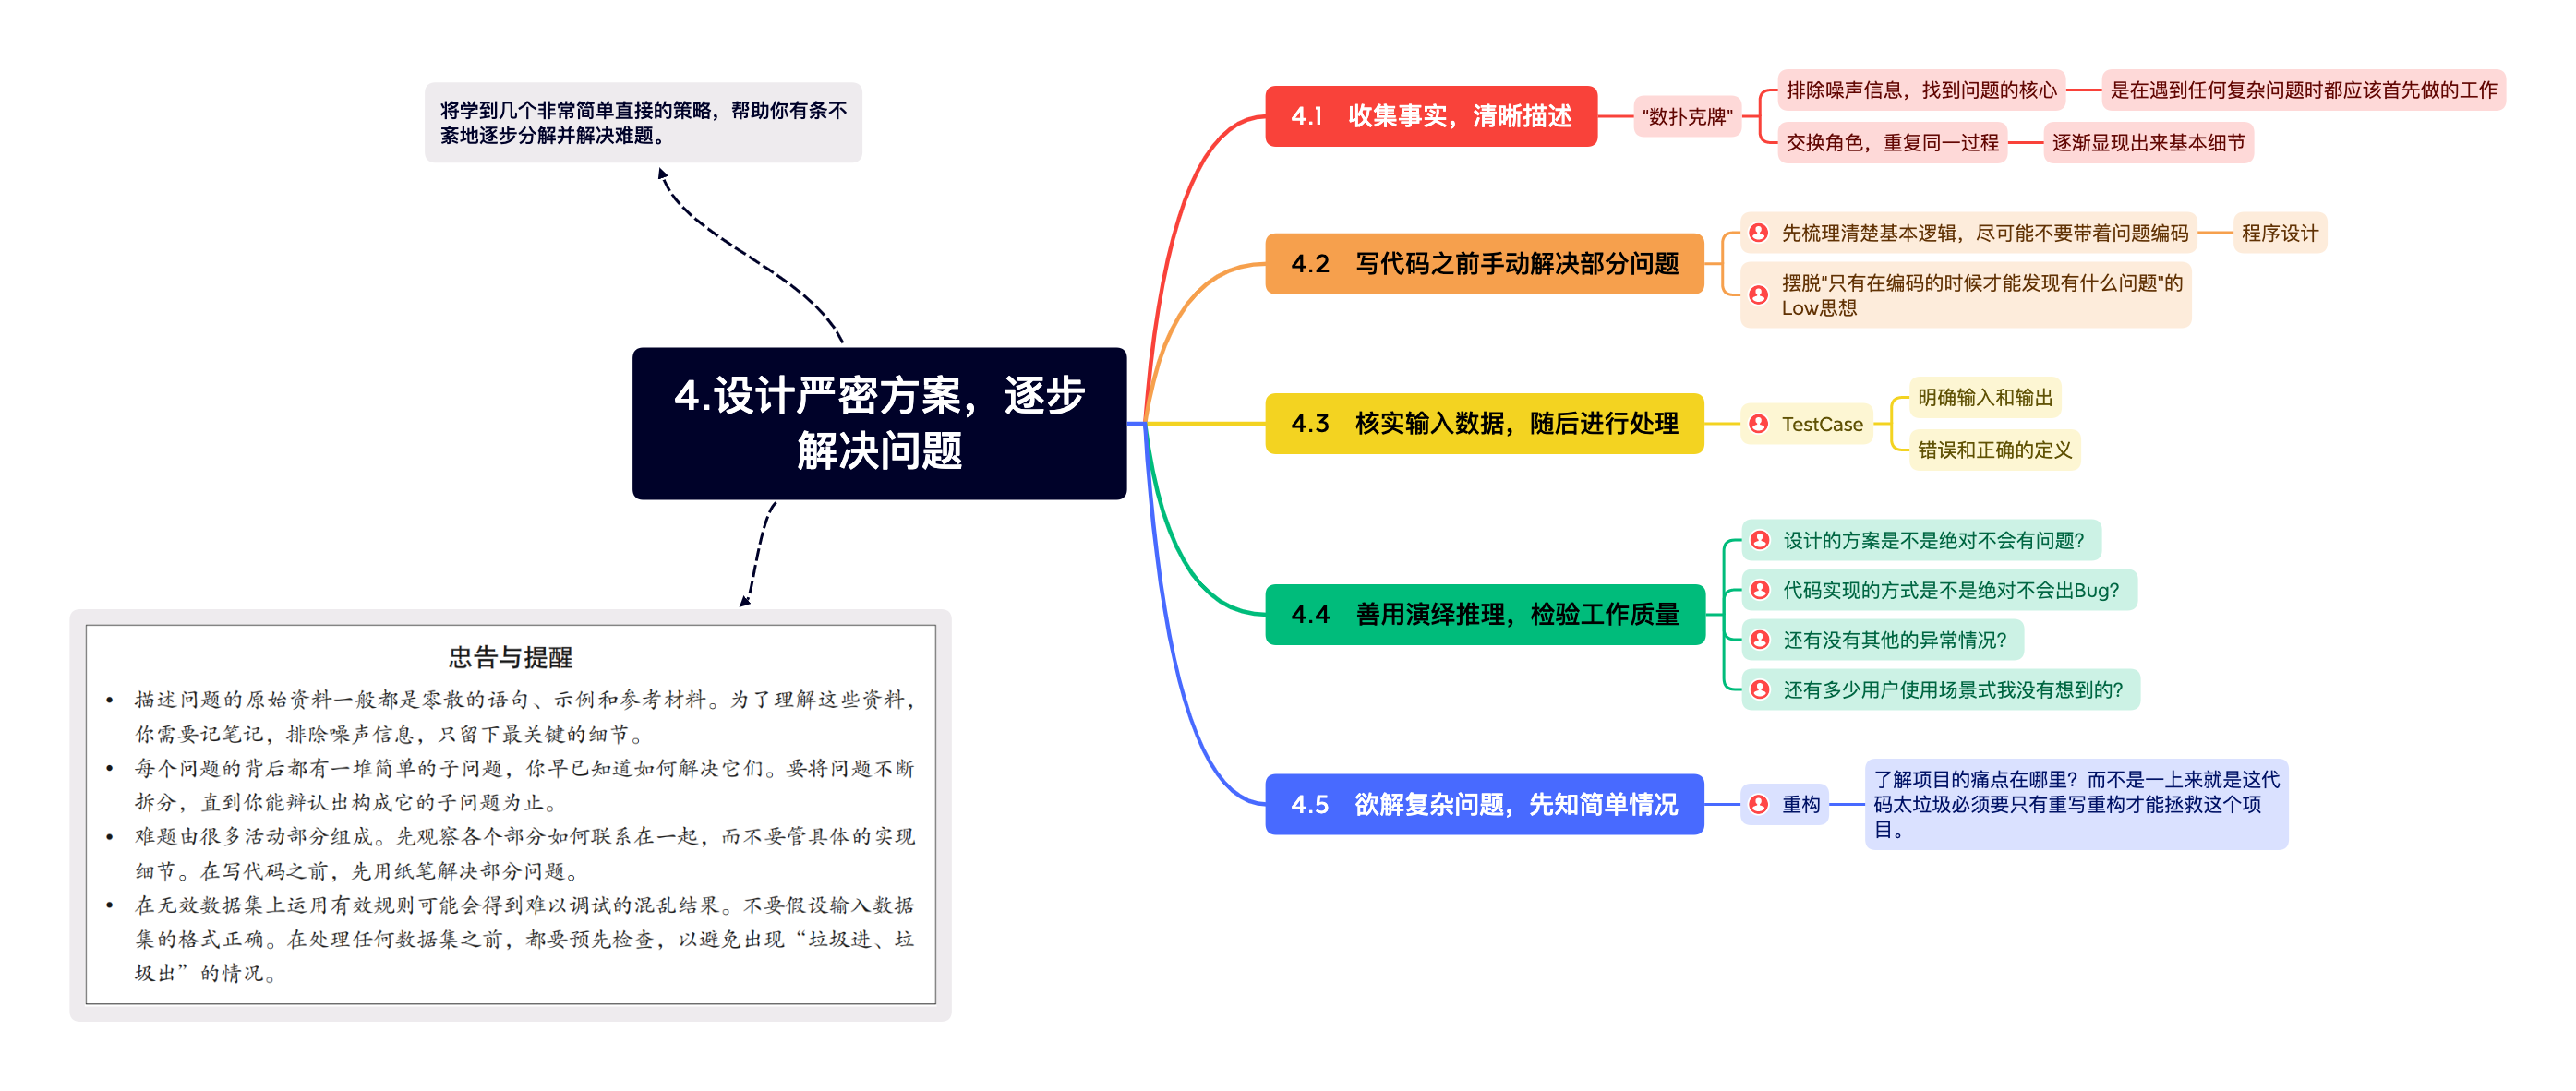 将学到几个非常简单直接的策略，帮助你有条不
紊地逐步分解并解决难题。
4.设计严密方案，逐步
解决问题
忠告与提醒
• 描述问题的原始资料一般都是零散的语句、示例和参考材料。为了理解这些资料，
你需要记笔记，排除噪声信息，只留下最关键的细节。
• 每个问题的背后都有一堆简单的子问题，你早已知道如何解决它们。要将问题不断
拆分，直到你能辩认出构成它的子问题为止。
• 难题由很多活动部分组成。先观察各个部分如何联系在一起，而不要管具体的实现
细节。在写代码之前，先用纸笔解决部分问题。
• 在无效数据集上运用有效规则可能会得到难以调试的混乱结果。不要假设输入数据
集的格式正确。在处理任何数据集之前，都要预先检查，以避免出现“垃圾进、垃
圾出”的情况。
4.1 收集事实，清晰描述
"数扑克牌"
排除噪声信息，找到问题的核心
是在遇到任何复杂问题时都应该首先做的工作
交换角色，重复同一过程
逐渐显现出来基本细节
4.2 写代码之前手动解决部分问题
先梳理清楚基本逻辑，尽可能不要带着问题编码
程序设计
摆脱"只有在编码的时候才能发现有什么问题"的
Low思想
4.3 核实输入数据，随后进行处理
TestCase
明确输入和输出
错误和正确的定义
4.4 善用演绎推理，检验工作质量
设计的方案是不是绝对不会有问题？
代码实现的方式是不是绝对不会出Bug？
还有没有其他的异常情况？
还有多少用户使用场景式我没有想到的？
4.5 欲解复杂问题，先知简单情况
重构
了解项目的痛点在哪里？而不是一上来就是这代
码太垃圾必须要只有重写重构才能拯救这个项
目。